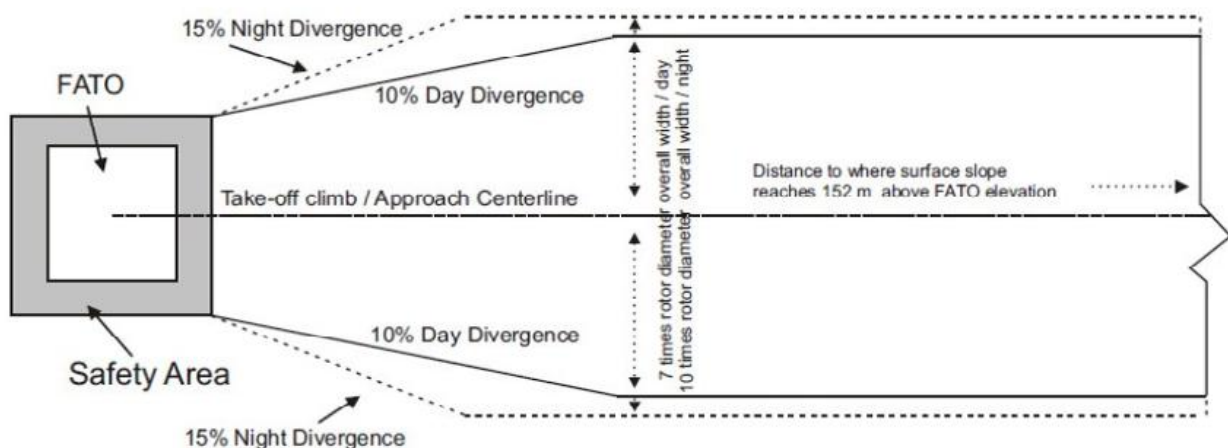 15% Night Divergence
FATO
10% Day Divergence
7 times rotor diameter overall width / day
10 times rotor diameter overall width / night
Distance to where surface slope
reaches 152 m above FATO elevation
Take-off climb / Approach Centerline
10% Day Divergence
Safety Area
15% Night Divergence